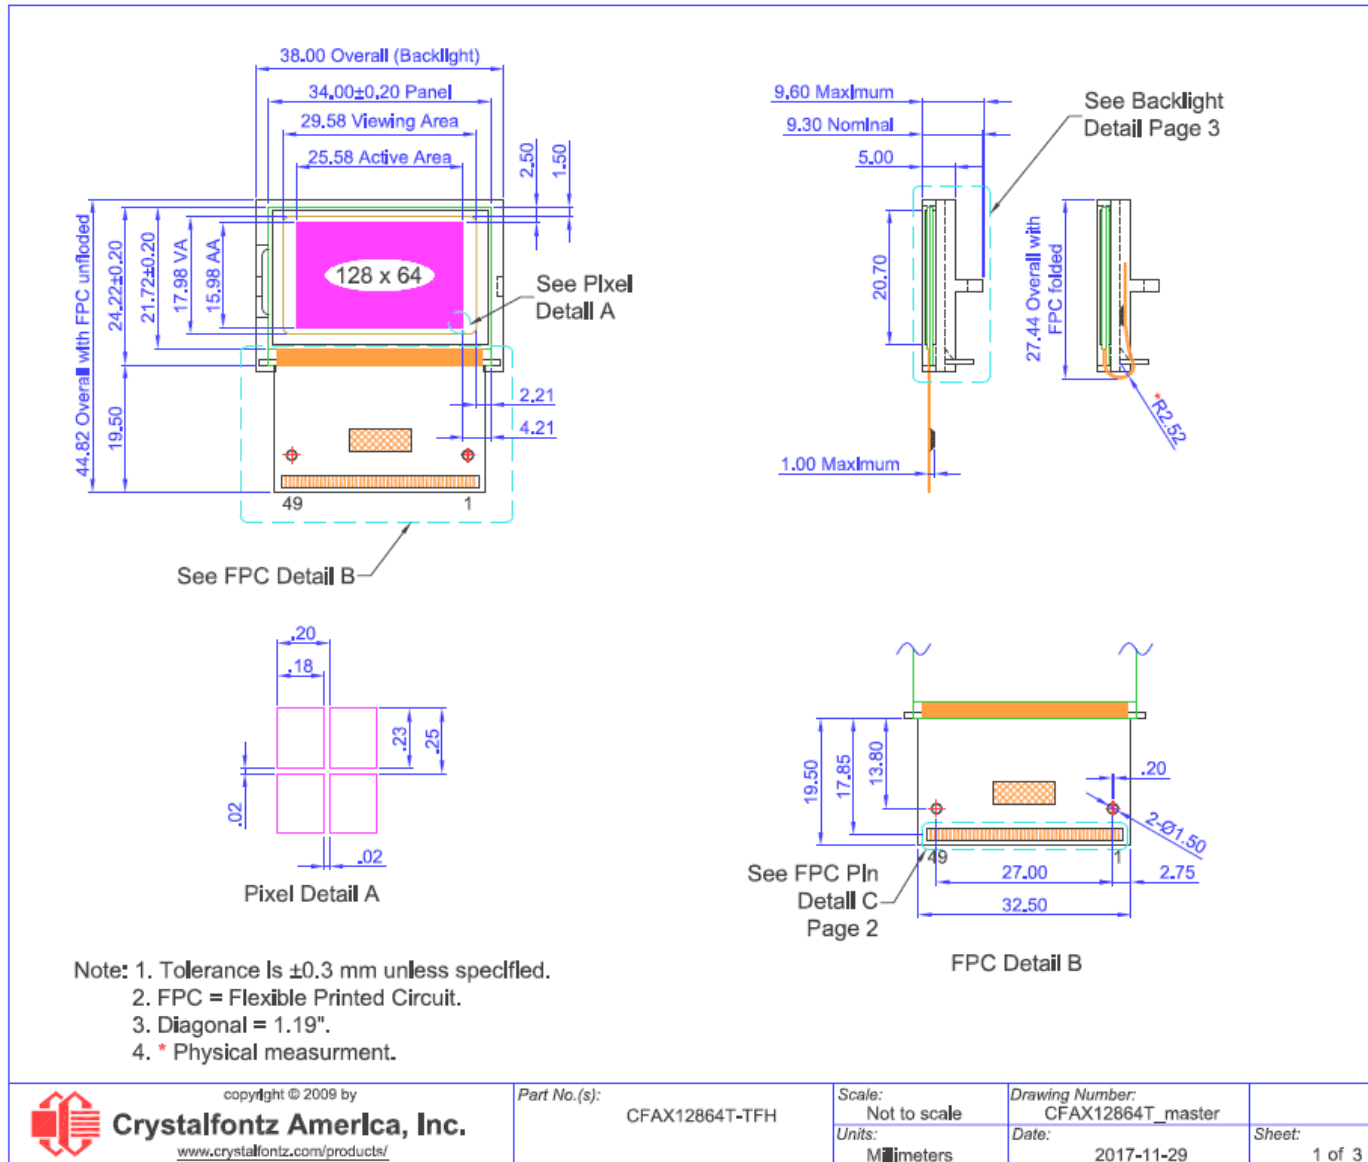 38.00 Overall (Backlight)
34.00±0.20 Panel
29.58 Viewing Area
25.58 Active Area
2.50
1.50
44.82 Overall with FPC unfloded
24.22±0.20
21.72±0.20
17.98 VA
15.98 AA
128 x 64
See Pixel
Detail A
19.50
2.21
4.21
49
1
See FPC Detail B
9.60 Maximum
9.30 Nominal
5.00
See Backlight
Detail Page 3
20.70
27.44 Overall with
FPC folded
*R2.52
1.00 Maximum
.20
.18
.23
.25
.02
.02
Pixel Detail A
19.50
17.85
13.80
.20
2-Ø1.50
49
1
See FPC Pin
Detail C
Page 2
27.00
2.75
32.50
FPC Detail B
Note: 1. Tolerance is ±0.3 mm unless specified.
2. FPC = Flexible Printed Circuit.
3. Diagonal = 1.19".
4. * Physical measurment.
copyright © 2009 by
Crystalfontz America, Inc.
www.crystalfontz.com/products/
Part No.(s):
CFAX12864T-TFH
Scale:
Not to scale
Drawing Number:
CFAX12864T_master
Units:
Millimeters
Date:
2017-11-29
Sheet:
1 of 3